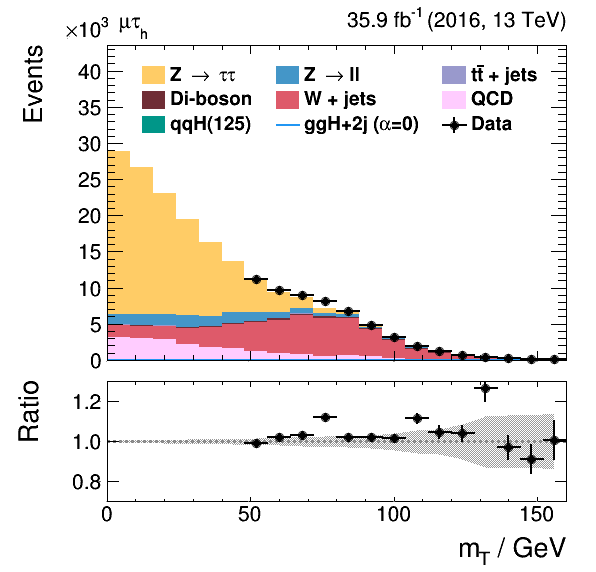 ×10³ μτₕ 35.9 fb⁻¹ (2016, 13 TeV)
Events
40
35
30
25
20
15
10
5
0
Z → ττ Z → ll tt̄ + jets
Di-boson W + jets QCD
qqH(125) ggH+2j (α=0) Data
Ratio
1.2
1.0
0.8
0 50 100 150
m_T / GeV